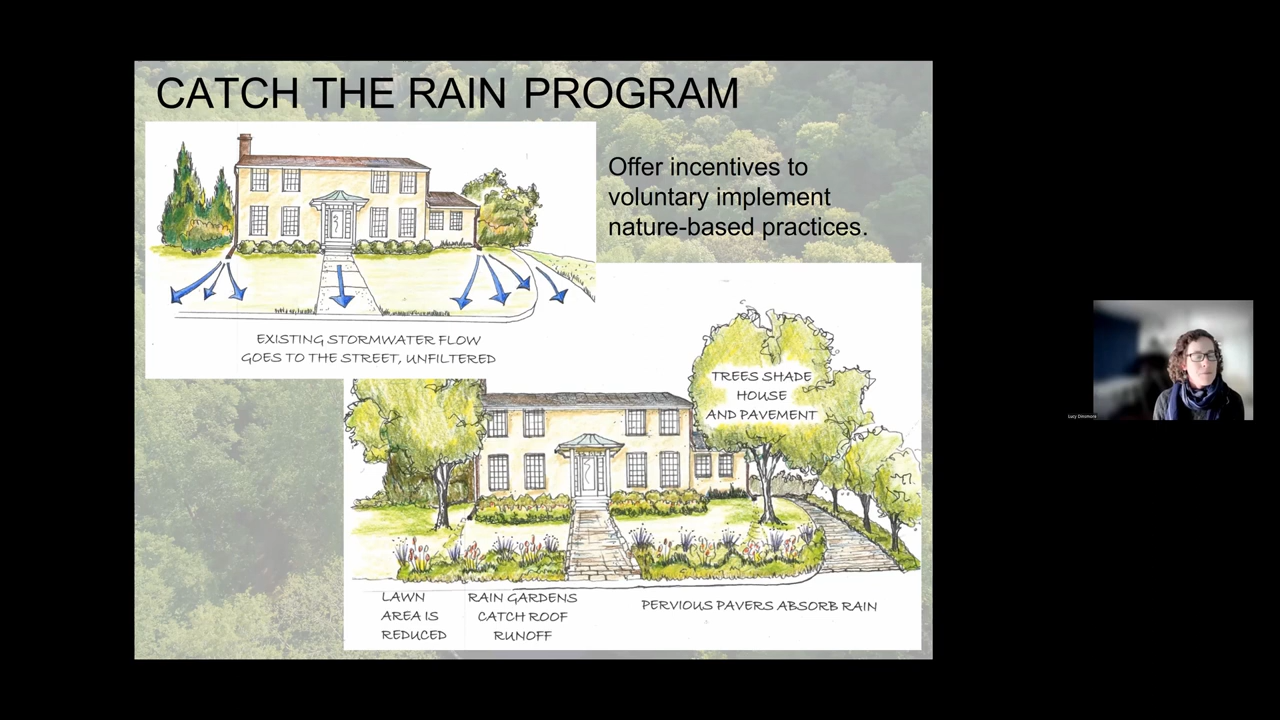 CATCH THE RAIN PROGRAM
Offer incentives to
voluntary implement
nature-based practices.
EXISTING STORMWATER FLOW
GOES TO THE STREET, UNFILTERED
TREES SHADE
HOUSE
AND PAVEMENT
LAWN
AREA IS
REDUCED
RAIN GARDENS
CATCH ROOF
RUNOFF
PERVIOUS PAVERS ABSORB RAIN
Lucy Dinsmore